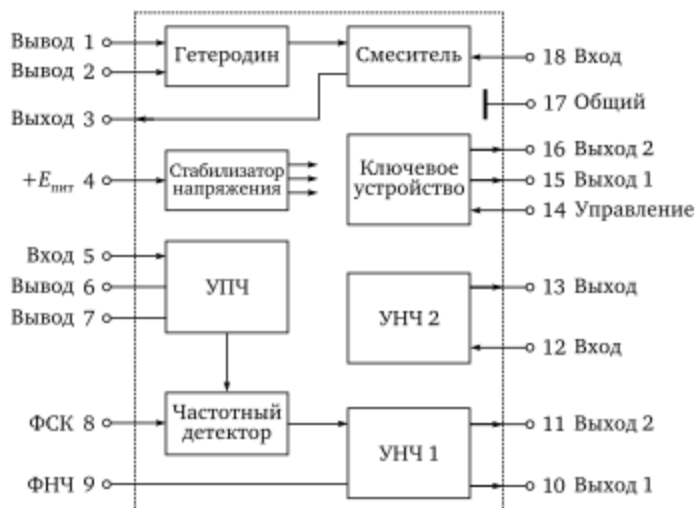 Вывод 1
Вывод 2
Выход 3
+Eпит 4
Вход 5
Вывод 6
Вывод 7
ФСК 8
ФНЧ 9
Гетеродин
Смеситель
Стабилизатор
напряжения
Ключевое
устройство
УПЧ
УНЧ 2
Частотный
детектор
УНЧ 1
18 Вход
17 Общий
16 Выход 2
15 Выход 1
14 Управление
13 Выход
12 Вход
11 Выход 2
10 Выход 1